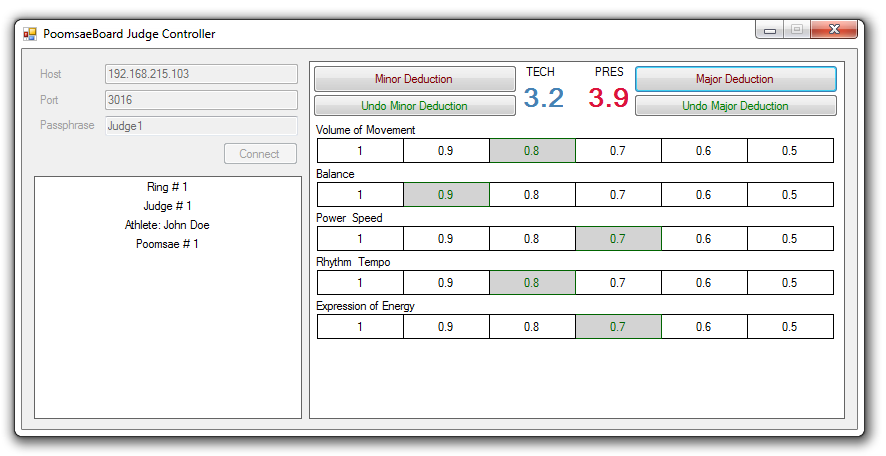 PoomsaeBoard Judge Controller
Host 192.168.215.103
Port 3016
Passphrase Judge1
Connect
Ring # 1
Judge # 1
Athlete: John Doe
Poomsae # 1
Minor Deduction TECH PRES Major Deduction
Undo Minor Deduction 3.2 3.9 Undo Major Deduction
Volume of Movement
1 0.9 0.8 0.7 0.6 0.5
Balance
1 0.9 0.8 0.7 0.6 0.5
Power Speed
1 0.9 0.8 0.7 0.6 0.5
Rhythm Tempo
1 0.9 0.8 0.7 0.6 0.5
Expression of Energy
1 0.9 0.8 0.7 0.6 0.5